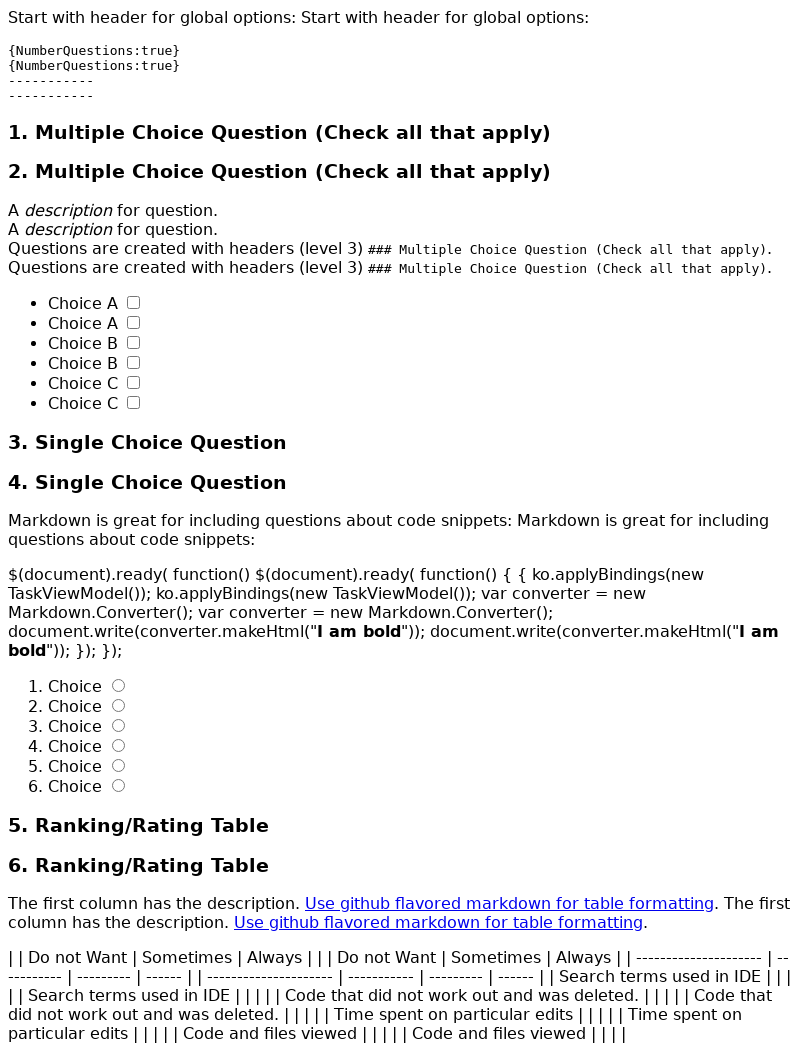 Start with header for global options: Start with header for global options:
{NumberQuestions:true}
{NumberQuestions:true}
-----------
-----------
1. Multiple Choice Question (Check all that apply)
2. Multiple Choice Question (Check all that apply)
A description for question.
A description for question.
Questions are created with headers (level 3) ### Multiple Choice Question (Check all that apply).
Questions are created with headers (level 3) ### Multiple Choice Question (Check all that apply).
• Choice A
• Choice A
• Choice B
• Choice B
• Choice C
• Choice C
3. Single Choice Question
4. Single Choice Question
Markdown is great for including questions about code snippets: Markdown is great for including
questions about code snippets:
$(document).ready( function() $(document).ready( function() { { ko.applyBindings(new
TaskViewModel()); ko.applyBindings(new TaskViewModel()); var converter = new
Markdown.Converter(); var converter = new Markdown.Converter();
document.write(converter.makeHtml("I am bold")); document.write(converter.makeHtml("I am
bold")); }); });
1. Choice
2. Choice
3. Choice
4. Choice
5. Choice
6. Choice
5. Ranking/Rating Table
6. Ranking/Rating Table
The first column has the description. Use github flavored markdown for table formatting. The first
column has the description. Use github flavored markdown for table formatting.
| | Do not Want | Sometimes | Always | | | Do not Want | Sometimes | Always | | --------------------- | --
--------- | --------- | ------ | | --------------------- | ----------- | --------- | ------ | | Search terms used in IDE | | | |
| | Search terms used in IDE | | | | | Code that did not work out and was deleted. | | | | | Code that
did not work out and was deleted. | | | | | Time spent on particular edits | | | | | Time spent on
particular edits | | | | | Code and files viewed | | | | | Code and files viewed | | | |